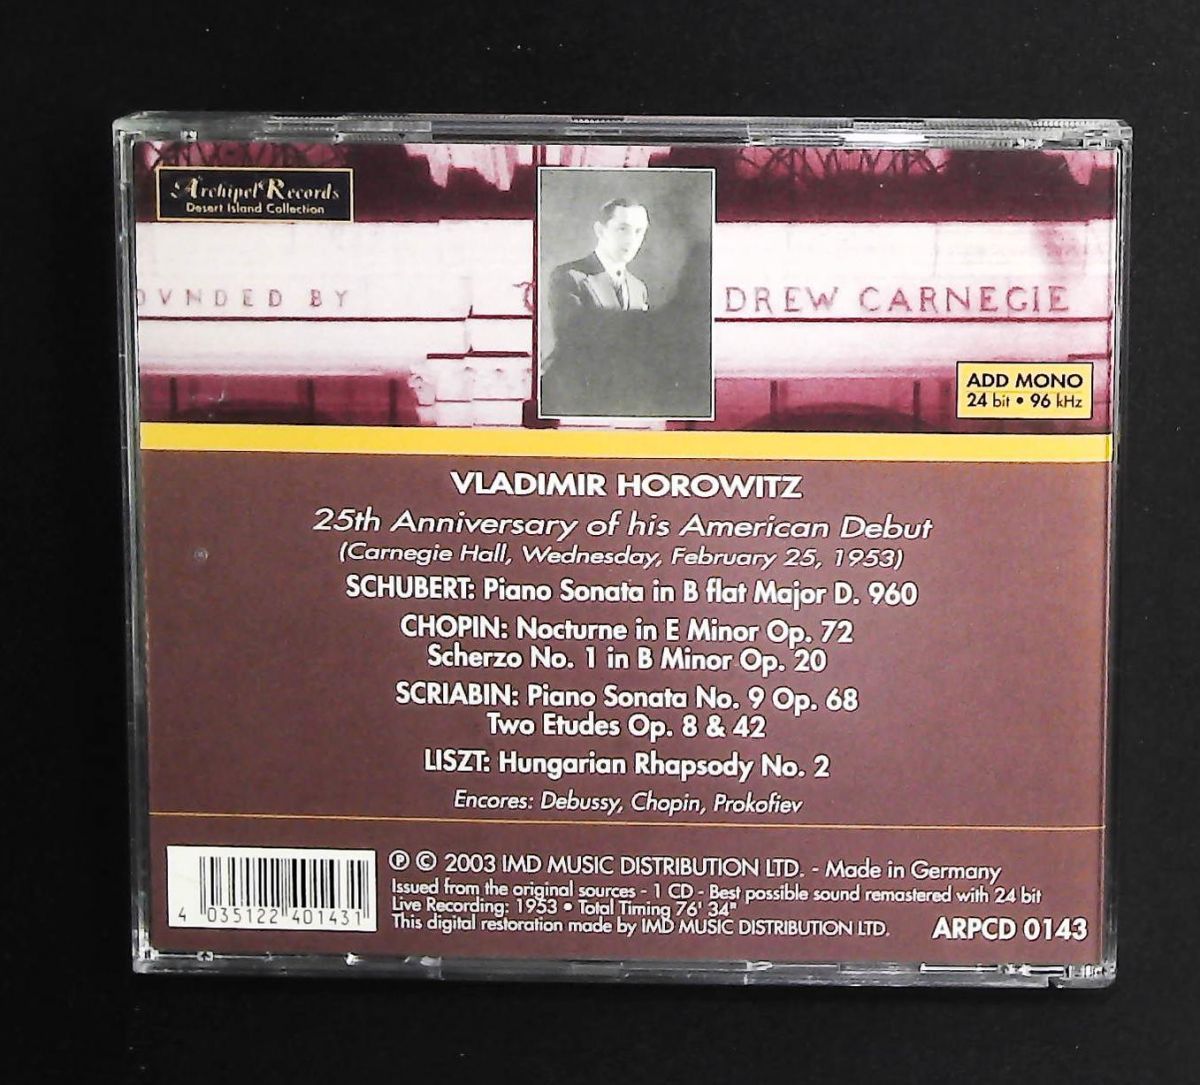 Archipel Records
Desert Island Collection
OVNDED BY
DREW CARNEGIE
ADD MONO
24 bit • 96 kHz
VLADIMIR HOROWITZ
25th Anniversary of his American Debut
(Carnegie Hall, Wednesday, February 25, 1953)
SCHUBERT: Piano Sonata in B flat Major D. 960
CHOPIN: Nocturne in E Minor Op. 72
Scherzo No. 1 in B Minor Op. 20
SCRIABIN: Piano Sonata No. 9 Op. 68
Two Etudes Op. 8 & 42
LISZT: Hungarian Rhapsody No. 2
Encores: Debussy, Chopin, Prokofiev
4 035122 401431
℗ © 2003 IMD MUSIC DISTRIBUTION LTD. - Made in Germany
Issued from the original sources - 1 CD - Best possible sound remastered with 24 bit
Live Recording: 1953 • Total Timing 76' 34"
This digital restoration made by IMD MUSIC DISTRIBUTION LTD.
ARPCD 0143